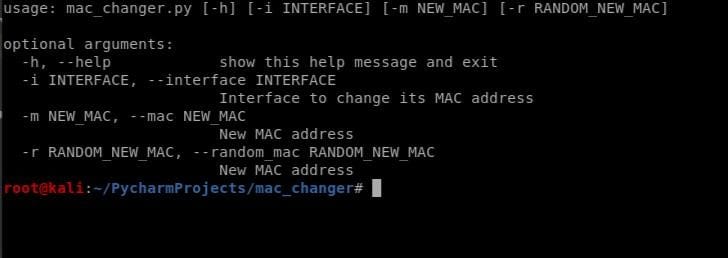 usage: mac_changer.py [-h] [-i INTERFACE] [-m NEW_MAC] [-r RANDOM_NEW_MAC]
optional arguments:
-h, --help show this help message and exit
-i INTERFACE, --interface INTERFACE
Interface to change its MAC address
-m NEW_MAC, --mac NEW_MAC
New MAC address
-r RANDOM_NEW_MAC, --random_mac RANDOM_NEW_MAC
New MAC address
root@kali:~/PycharmProjects/mac_changer#